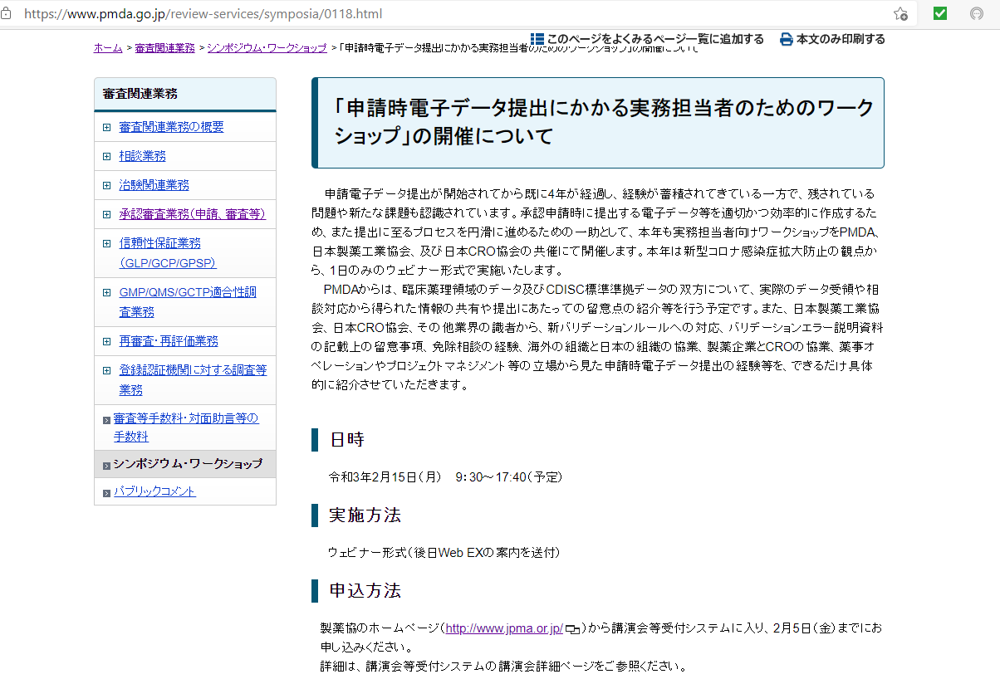 https://www.pmda.go.jp/review-services/symposia/0118.html
このページをよくみるページ一覧に追加する 本文のみ印刷する
ホーム > 審査関連業務 > シンポジウム・ワークショップ > 「申請時電子データ提出にかかる実務担当者のためのワークショップ」の開催について
審査関連業務
審査関連業務の概要
相談業務
治験関連業務
承認審査業務(申請、審査等)
信頼性保証業務
(GLP/GCP/GPSP)
GMP/QMS/GCTP適合性調
査業務
再審査・再評価業務
登録認証機関に対する調査等
業務
審査等手数料・対面助言等の
手数料
シンポジウム・ワークショップ
パブリックコメント
「申請時電子データ提出にかかる実務担当者のためのワーク
ショップ」の開催について
申請電子データ提出が開始されてから既に4年が経過し、経験が蓄積されてきている一方で、残されている
問題や新たな課題も認識されています。承認申請時に提出する電子データ等を適切かつ効率的に作成するた
め、また提出に至るプロセスを円滑に進めるための一助として、本年も実務担当者向けワークショップをPMDA、
日本製薬工業協会、及び日本CRO協会の共催にて開催します。本年は新型コロナ感染症拡大防止の観点か
ら、1日のみのウェビナー形式で実施いたします。
PMDAからは、臨床薬理領域のデータ及びCDISC標準準拠データの双方について、実際のデータ受領や相
談対応から得られた情報の共有や提出にあたっての留意点の紹介等を行う予定です。また、日本製薬工業協
会、日本CRO協会、その他業界の識者から、新バリデーションルールへの対応、バリデーションエラー説明資料
の記載上の留意事項、免除相談の経験、海外の組織と日本の組織の協業、製薬企業とCROの協業、薬事オ
ペレーションやプロジェクトマネジメント等の立場から見た申請時電子データ提出の経験等を、できるだけ具体
的に紹介させていただきます。
日時
令和3年2月15日(月) 9:30~17:40(予定)
実施方法
ウェビナー形式(後日Web EXの案内を送付)
申込方法
製薬協のホームページ(http://www.jpma.or.jp/)から講演会等受付システムに入り、2月5日(金)までにお
申し込みください。
詳細は、講演会等受付システムの講演会詳細ページをご参照ください。